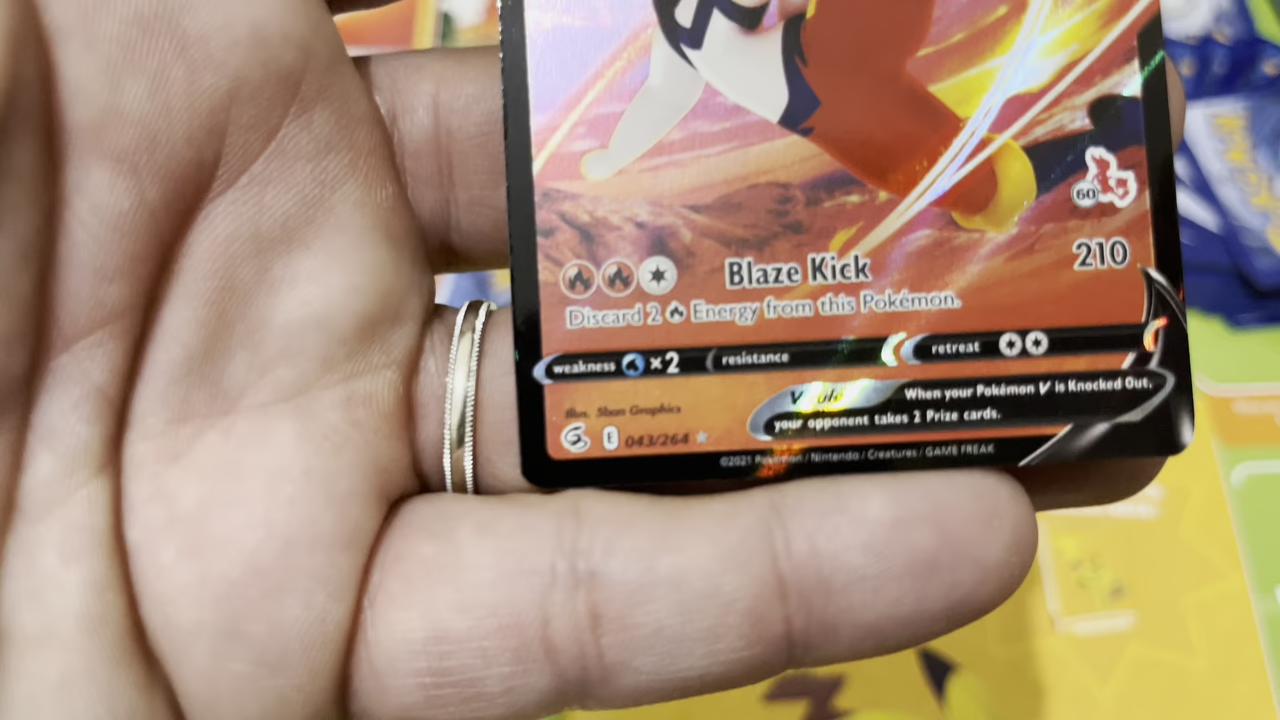 60
Blaze Kick 210
Discard 2 Energy from this Pokémon.
weakness ×2 resistance retreat
When your Pokémon V is Knocked Out,
your opponent takes 2 Prize cards.
Illus. 5ban Graphics
E 043/264
©2021 Pokémon / Nintendo / Creatures / GAME FREAK